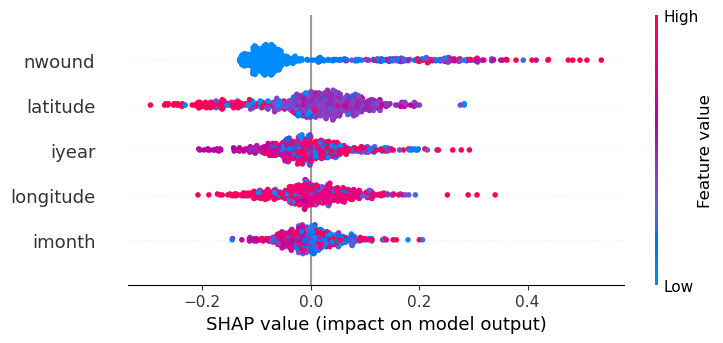 High
nwound
latitude
iyear
longitude
imonth
Feature value
Low
−0.2 0.0 0.2 0.4
SHAP value (impact on model output)